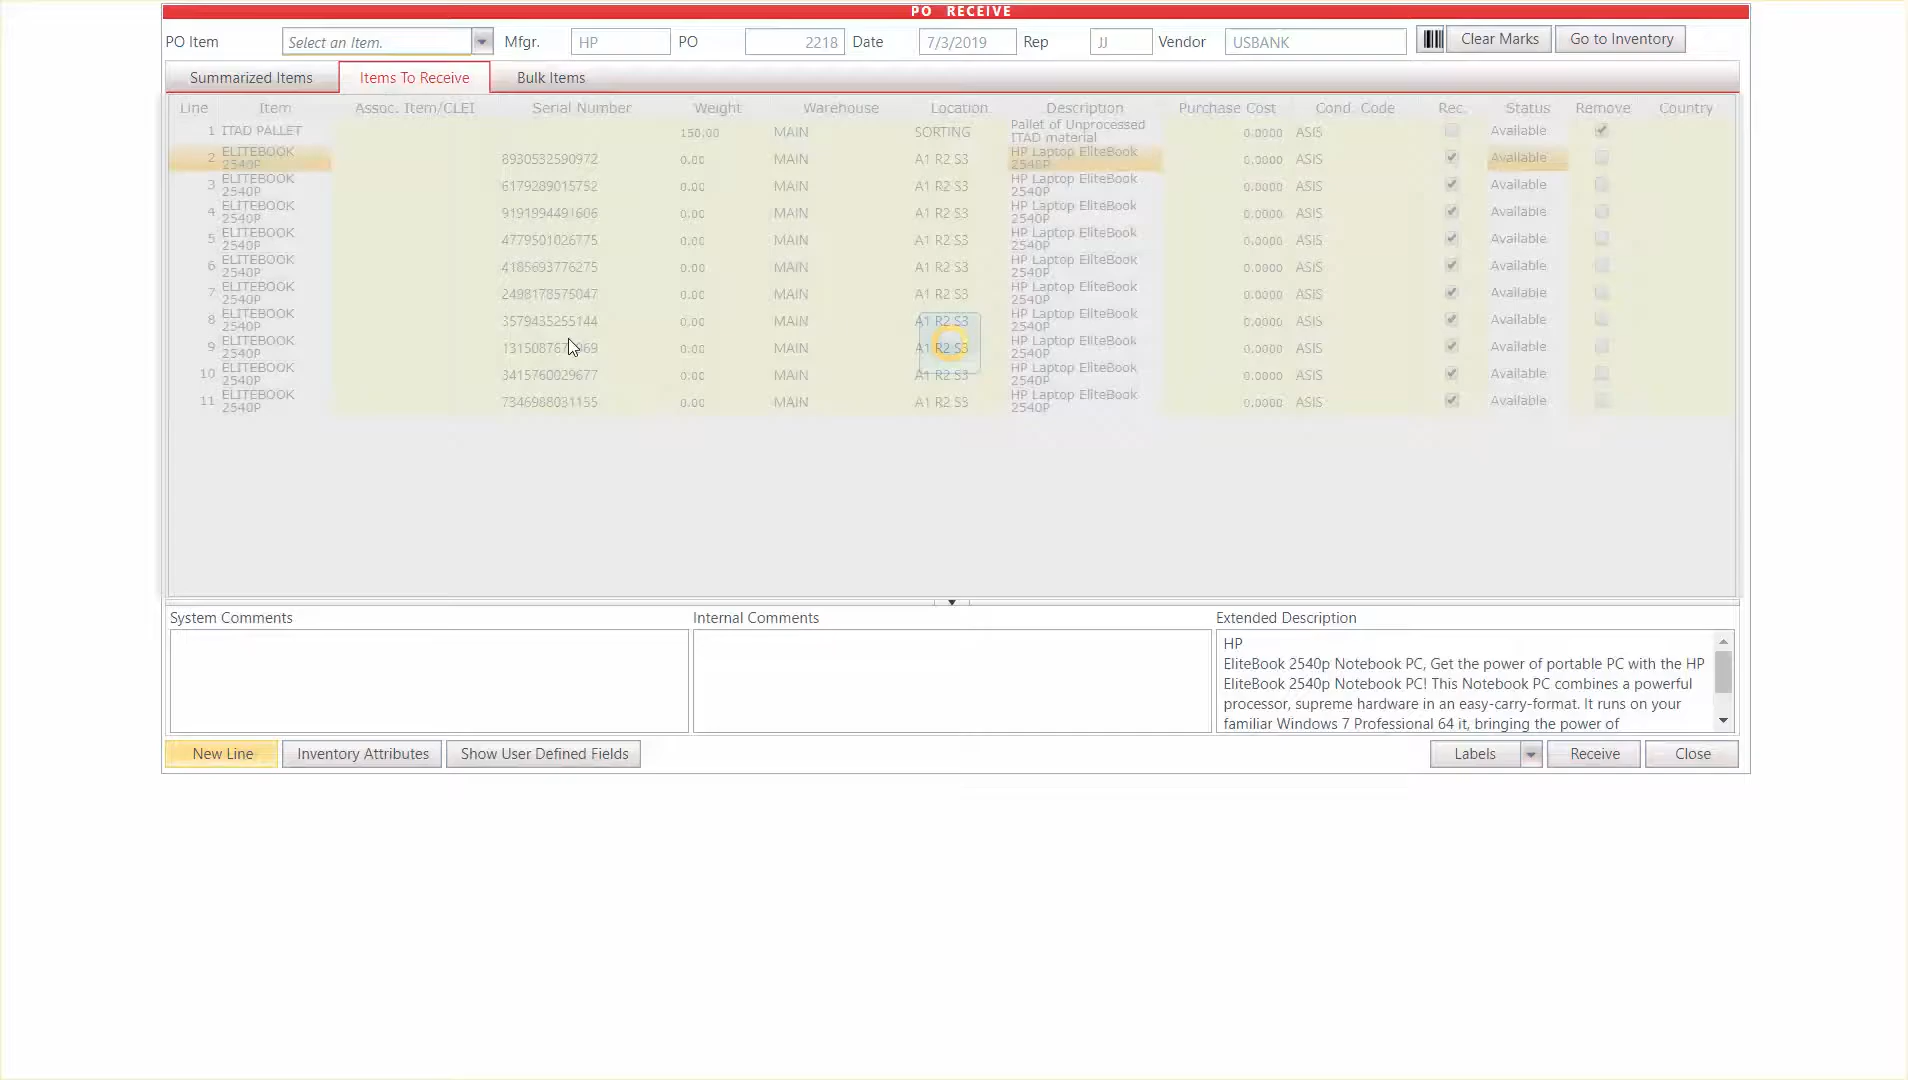 PO RECEIVE
PO Item Select an Item. Mfgr. HP PO 2218 Date 7/3/2019 Rep JJ Vendor USBANK Clear Marks Go to Inventory
Summarized Items Items To Receive Bulk Items
Line Item Assoc. Item/CLEI Serial Number Weight Warehouse Location Description Purchase Cost Cond. Code Rec. Status Remove Country
1 ITAD PALLET 150.00 MAIN SORTING Pallet of Unprocessed ITAD material 0.0000 ASIS Available
2 ELITEBOOK 2540P 8930532590972 0.00 MAIN A1 R2 S3 HP Laptop EliteBook 2540P 0.0000 ASIS Available
3 ELITEBOOK 2540P 6179289015752 0.00 MAIN A1 R2 S3 HP Laptop EliteBook 2540P 0.0000 ASIS Available
4 ELITEBOOK 2540P 9191994491606 0.00 MAIN A1 R2 S3 HP Laptop EliteBook 2540P 0.0000 ASIS Available
5 ELITEBOOK 2540P 4779501026775 0.00 MAIN A1 R2 S3 HP Laptop EliteBook 2540P 0.0000 ASIS Available
6 ELITEBOOK 2540P 4185693776275 0.00 MAIN A1 R2 S3 HP Laptop EliteBook 2540P 0.0000 ASIS Available
7 ELITEBOOK 2540P 2498178575047 0.00 MAIN A1 R2 S3 HP Laptop EliteBook 2540P 0.0000 ASIS Available
8 ELITEBOOK 2540P 3579435255144 0.00 MAIN A1 R2 S3 HP Laptop EliteBook 2540P 0.0000 ASIS Available
9 ELITEBOOK 2540P 0.00 MAIN A1 R2 S3 HP Laptop EliteBook 2540P 0.0000 ASIS Available
10 ELITEBOOK 2540P 3415760029677 0.00 MAIN A1 R2 S3 HP Laptop EliteBook 2540P 0.0000 ASIS Available
11 ELITEBOOK 2540P 7346988031155 0.00 MAIN A1 R2 S3 HP Laptop EliteBook 2540P 0.0000 ASIS Available
System Comments Internal Comments Extended Description
HP
EliteBook 2540p Notebook PC, Get the power of portable PC with the HP
EliteBook 2540p Notebook PC! This Notebook PC combines a powerful
processor, supreme hardware in an easy-carry-format. It runs on your
familiar Windows 7 Professional 64 it, bringing the power of
New Line Inventory Attributes Show User Defined Fields Labels Receive Close